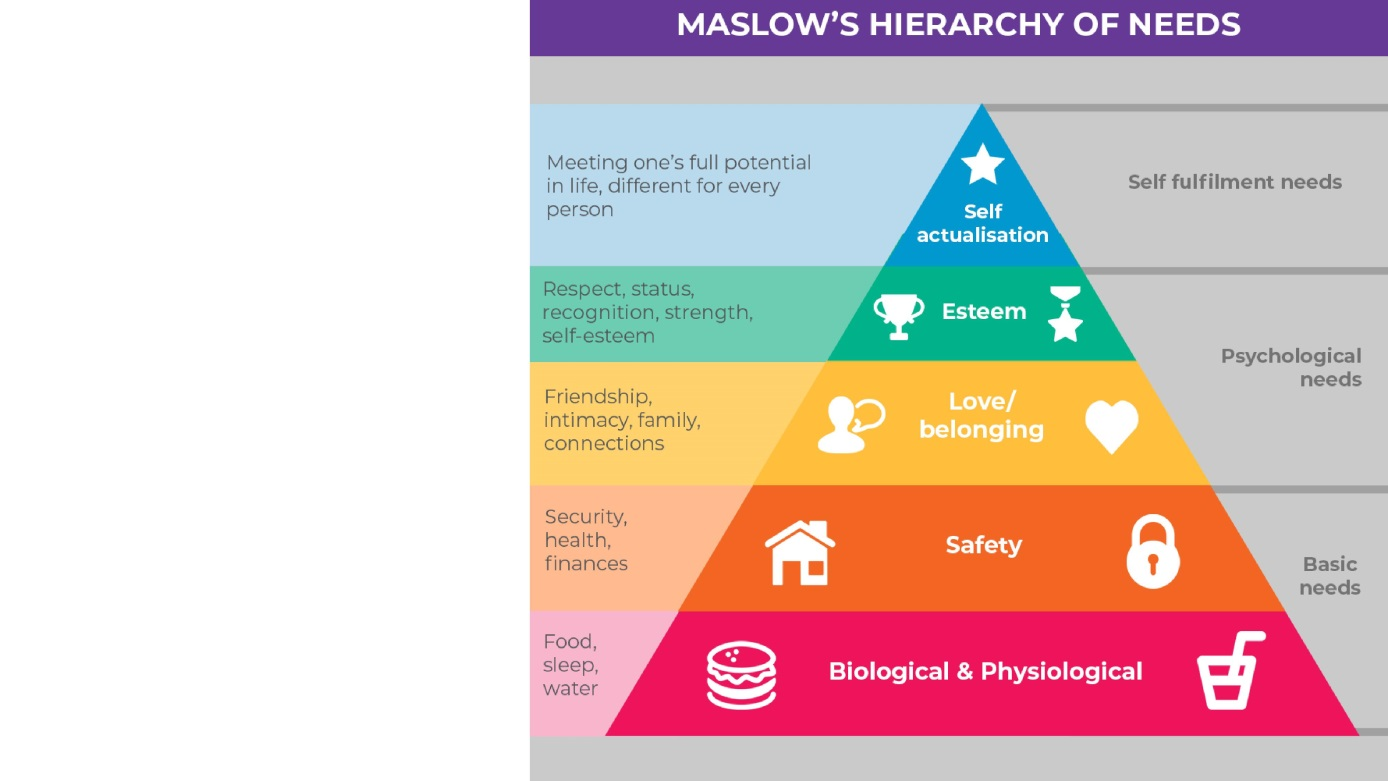 MASLOW'S HIERARCHY OF NEEDS
Meeting one's full potential
in life, different for every
person
Self
actualisation
Self fulfilment needs
Respect, status,
recognition, strength,
self-esteem
Esteem
Psychological
needs
Friendship,
intimacy, family,
connections
Love/
belonging
Security,
health,
finances
Safety
Basic
needs
Food,
sleep,
water
Biological & Physiological